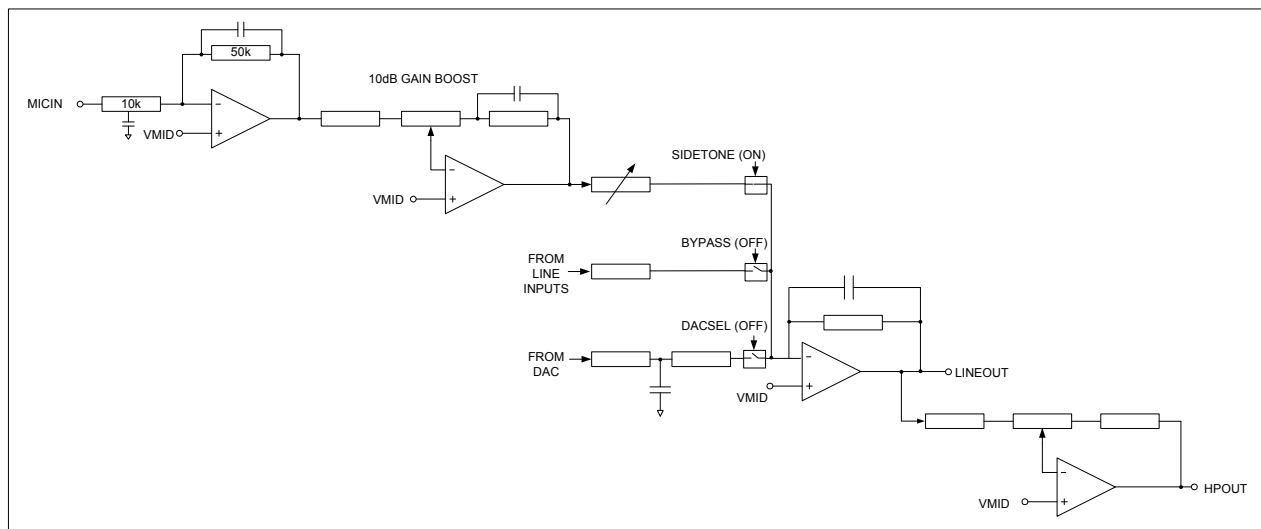 50k
10dB GAIN BOOST
MICIN
10k
VMID
SIDETONE (ON)
VMID
BYPASS (OFF)
FROM
LINE
INPUTS
DACSEL (OFF)
FROM
DAC
LINEOUT
VMID
HPOUT
VMID